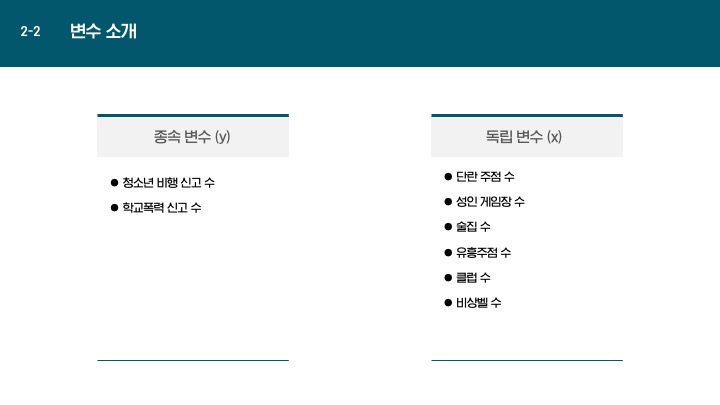 2-2 변수 소개
종속 변수 (y)
● 청소년 비행 신고 수
● 학교폭력 신고 수
독립 변수 (x)
● 단란 주점 수
● 성인 게임장 수
● 술집 수
● 유흥주점 수
● 클럽 수
● 비상벨 수